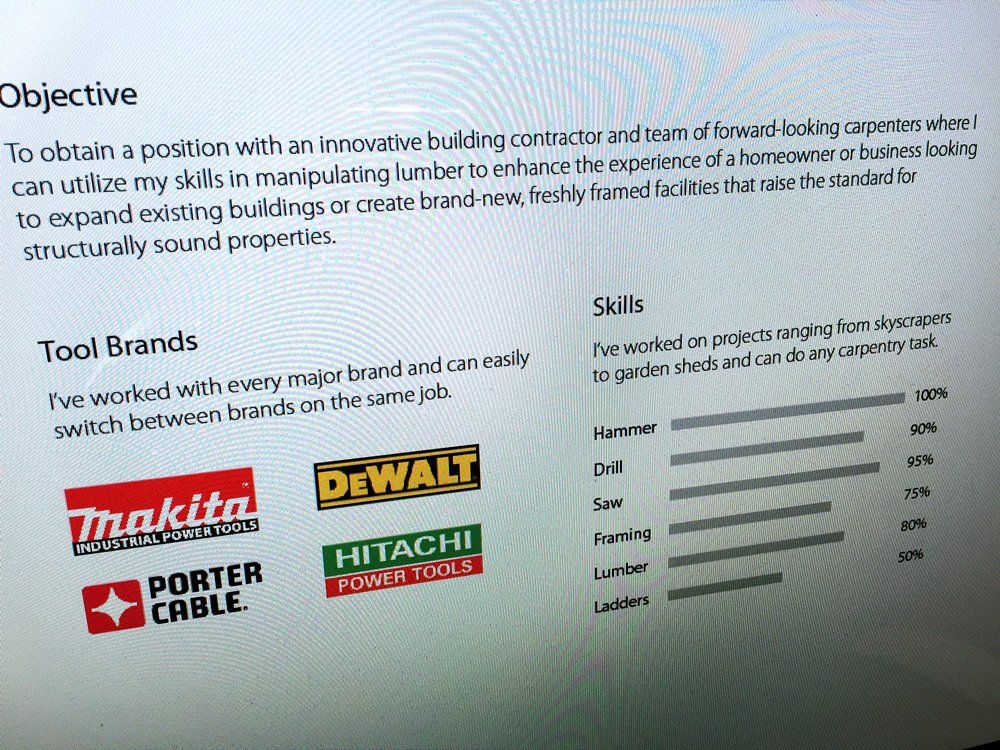 Objective
To obtain a position with an innovative building contractor and team of forward-looking carpenters where I
can utilize my skills in manipulating lumber to enhance the experience of a homeowner or business looking
to expand existing buildings or create brand-new, freshly framed facilities that raise the standard for
structurally sound properties.
Tool Brands
I've worked with every major brand and can easily
switch between brands on the same job.
Makita
INDUSTRIAL POWER TOOLS
DEWALT
PORTER
CABLE.
HITACHI
POWER TOOLS
Skills
I've worked on projects ranging from skyscrapers
to garden sheds and can do any carpentry task.
Hammer 100%
Drill 90%
Saw 95%
Framing 75%
Lumber 80%
Ladders 50%